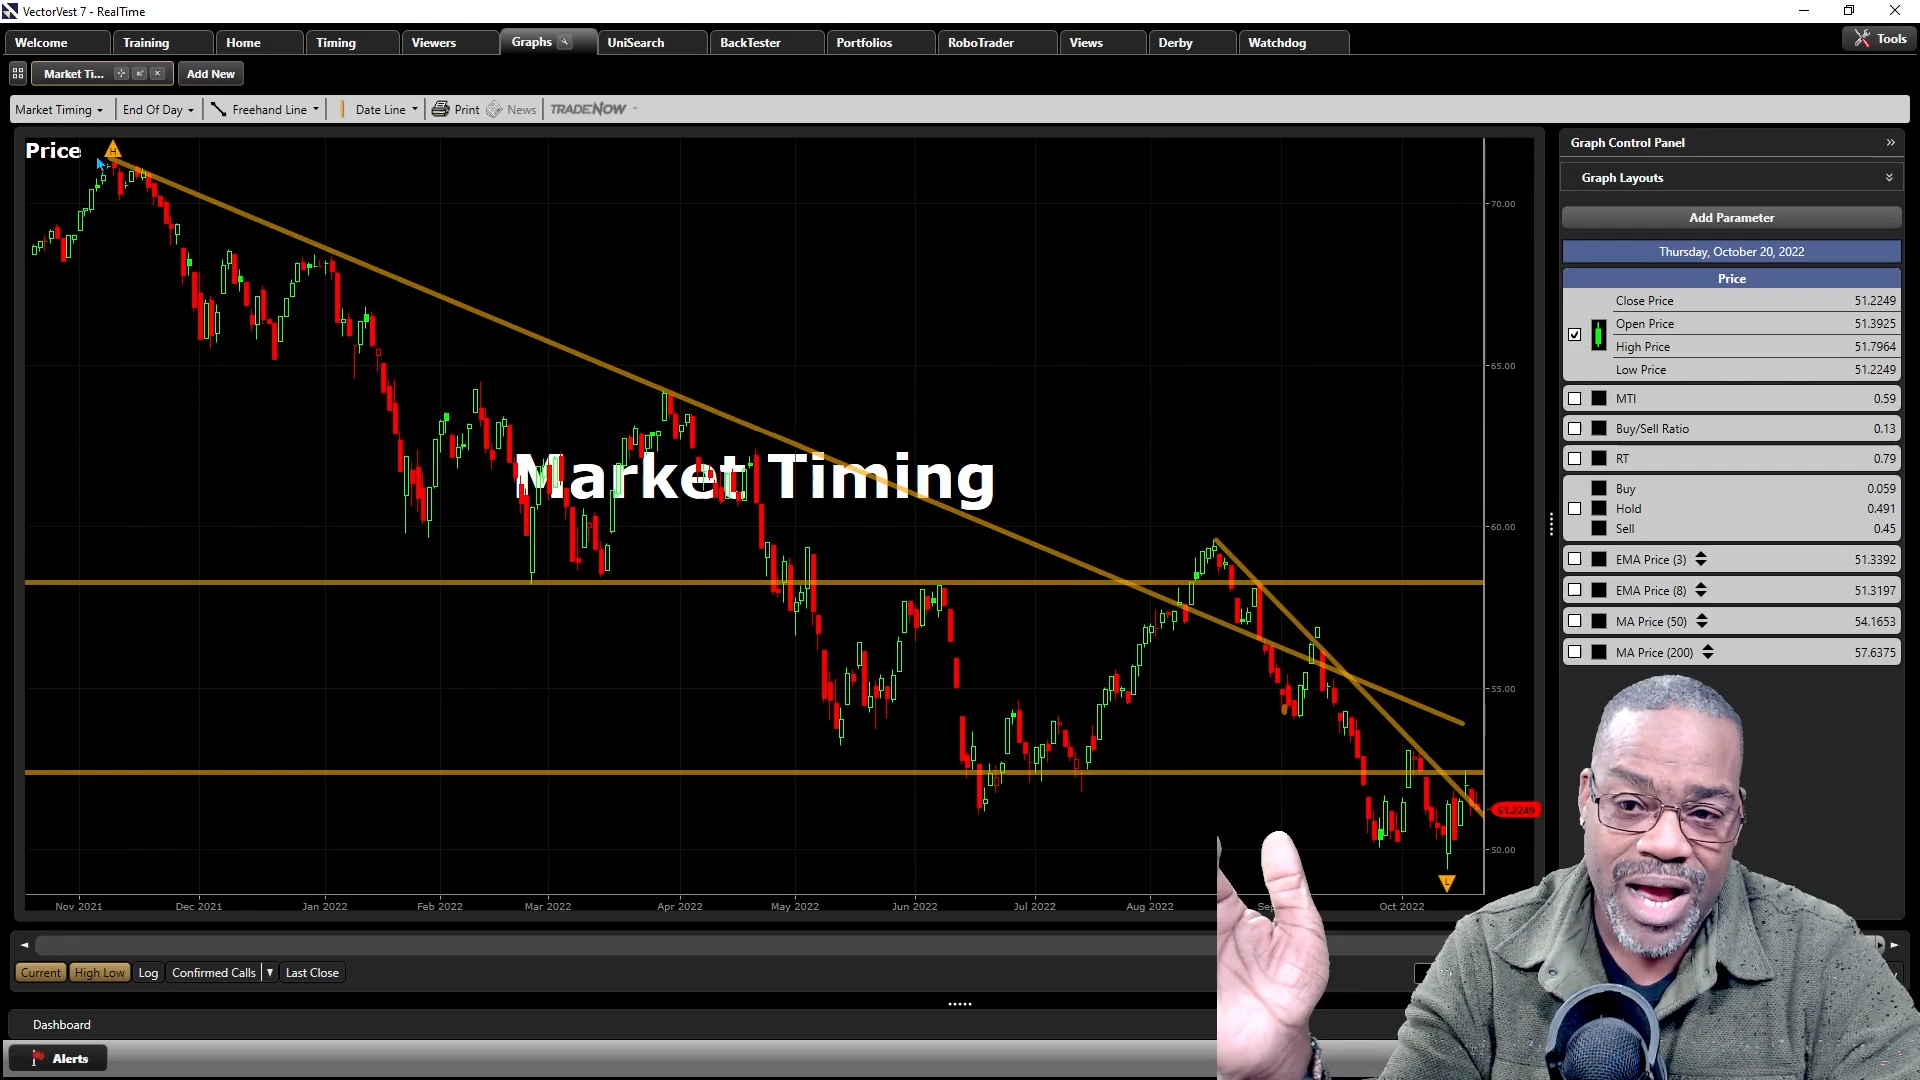 VectorVest 7 - RealTime
Welcome Training Home Timing Viewers Graphs UniSearch BackTester Portfolios RoboTrader Views Derby Watchdog Tools
Market Ti... Add New
Market Timing End Of Day Freehand Line Date Line Print News TRADENOW
Price
H
70.00
65.00
Market Timing
60.00
55.00
51.2249
50.00
L
Nov 2021 Dec 2021 Jan 2022 Feb 2022 Mar 2022 Apr 2022 May 2022 Jun 2022 Jul 2022 Aug 2022 Oct 2022
Current High Low Log Confirmed Calls Last Close
Dashboard
Alerts
Graph Control Panel
Graph Layouts
Add Parameter
Thursday, October 20, 2022
Price
Close Price 51.2249
Open Price 51.3925
High Price 51.7964
Low Price 51.2249
MTI 0.59
Buy/Sell Ratio 0.13
RT 0.79
Buy 0.059
Hold 0.491
Sell 0.45
EMA Price (3) 51.3392
EMA Price (8) 51.3197
MA Price (50) 54.1653
MA Price (200) 57.6375